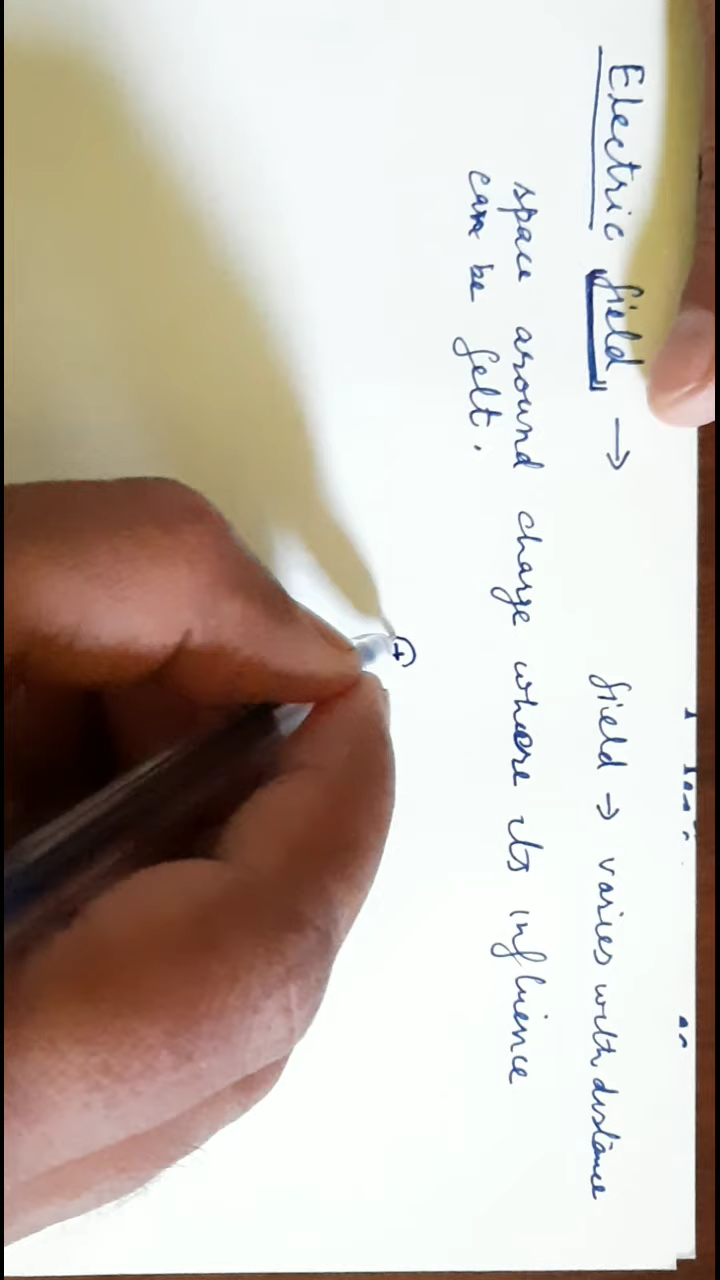 Electric field → field → varies with distance
space around charge where its influence
can be felt.
+